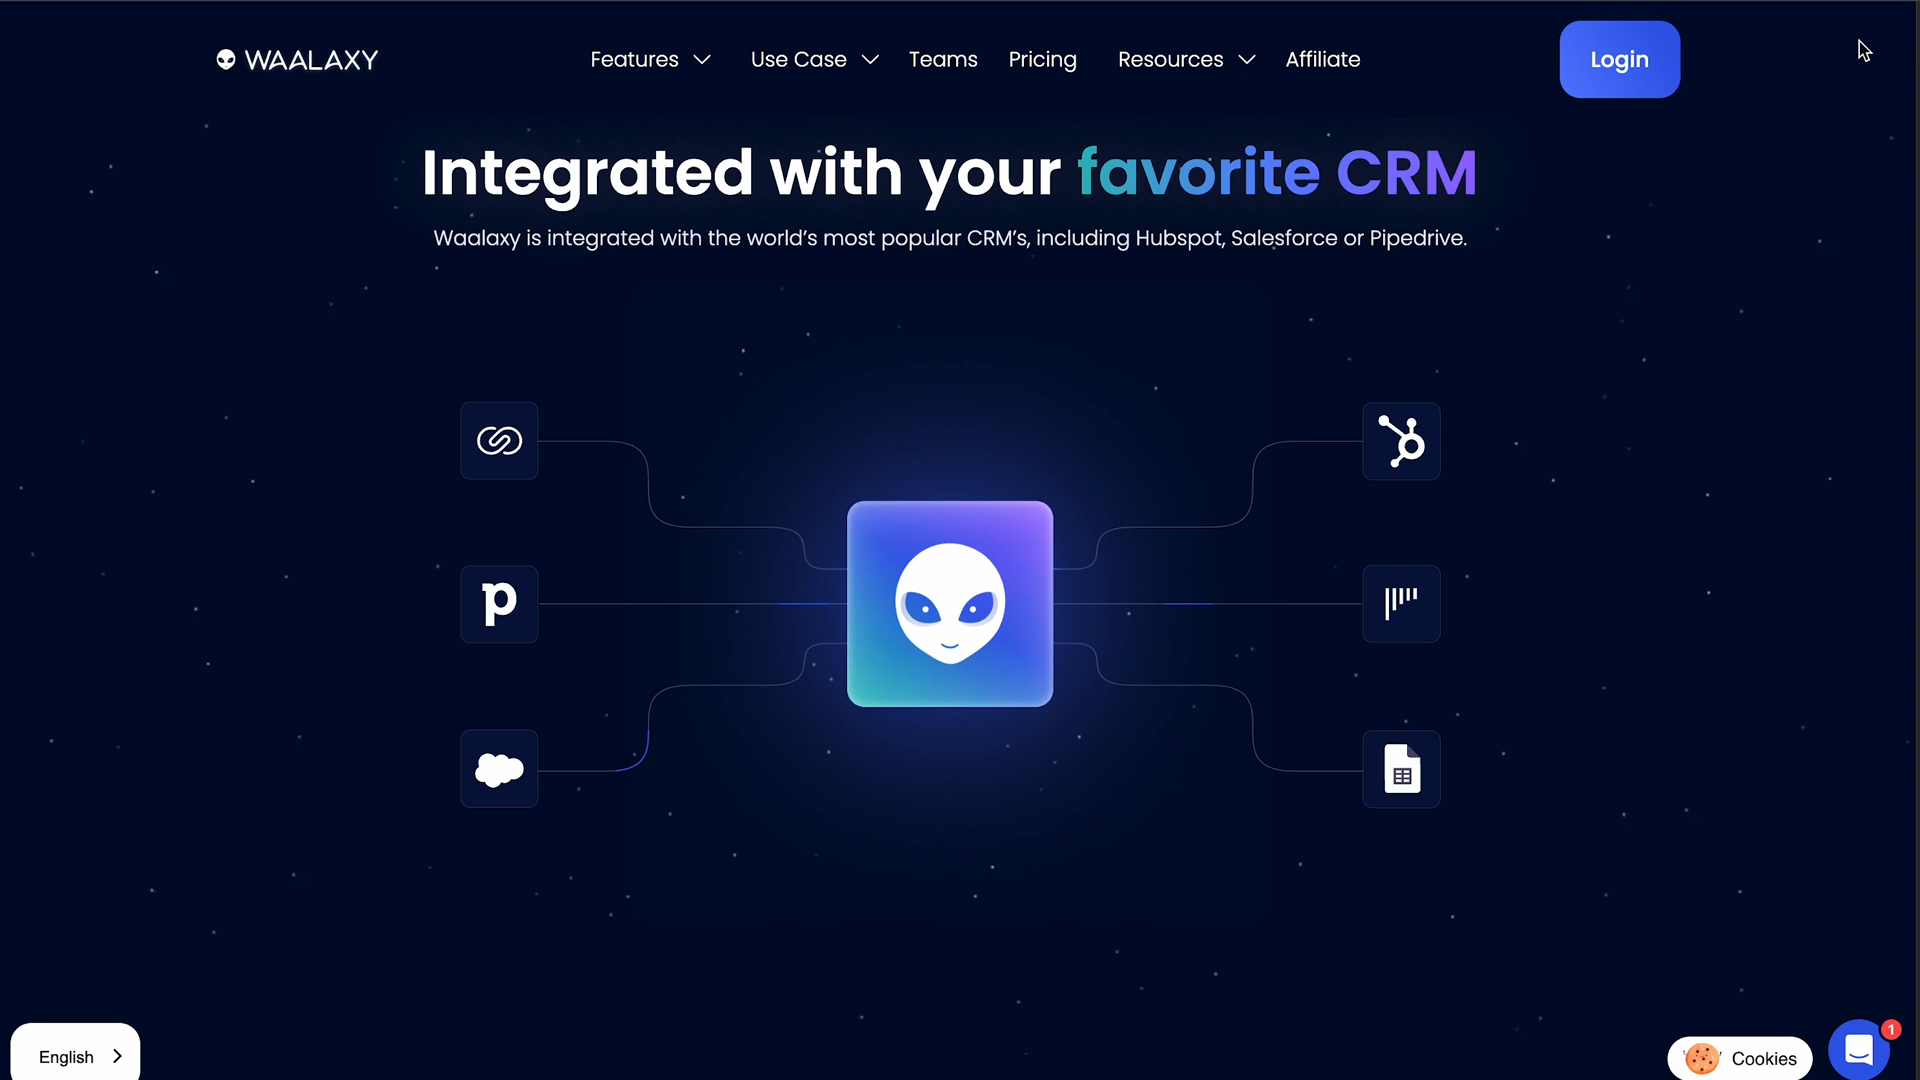 WAALAXY
Features
Use Case
Teams
Pricing
Resources
Affiliate
Login
Integrated with your favorite CRM
Waalaxy is integrated with the world’s most popular CRM’s, including Hubspot, Salesforce or Pipedrive.
p
English
Cookies
1